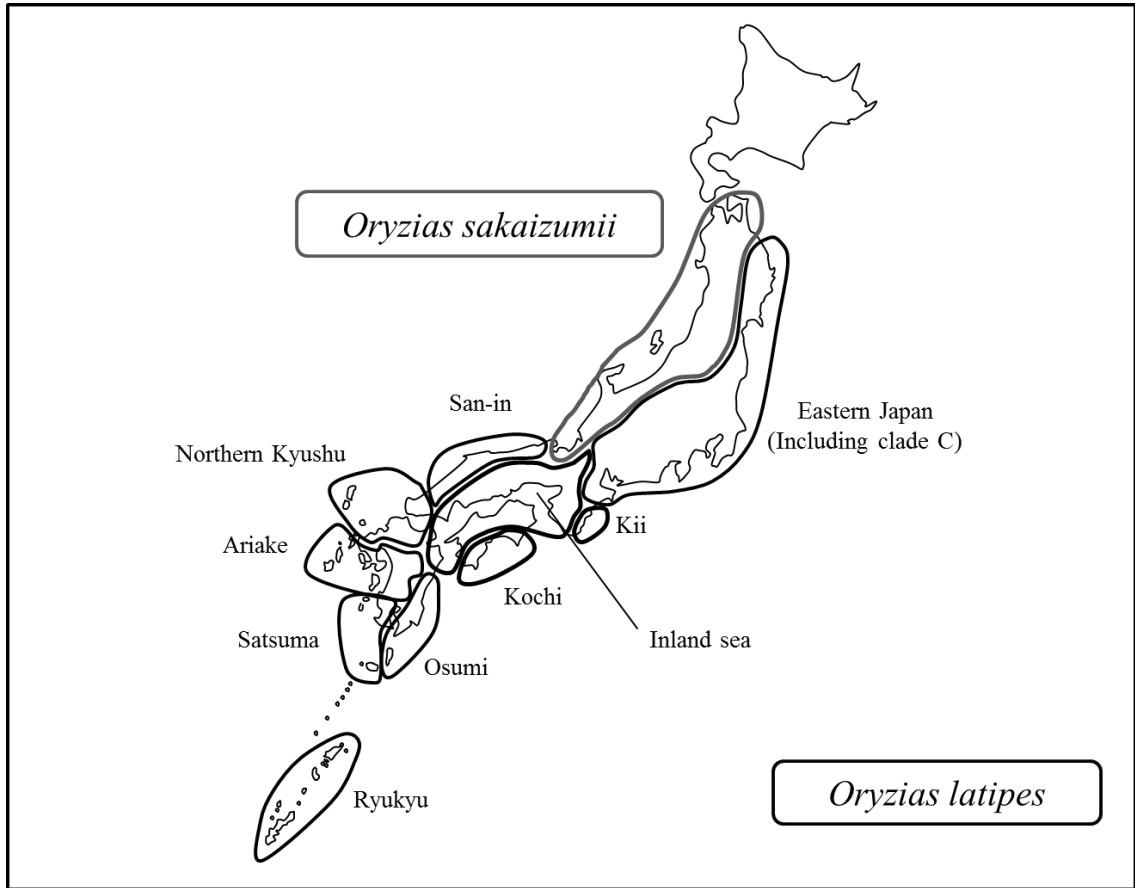 Oryzias sakaizumii
San-in
Eastern Japan
(Including clade C)
Northern Kyushu
Ariake
Kii
Kochi
Satsuma
Inland sea
Osumi
Ryukyu
Oryzias latipes